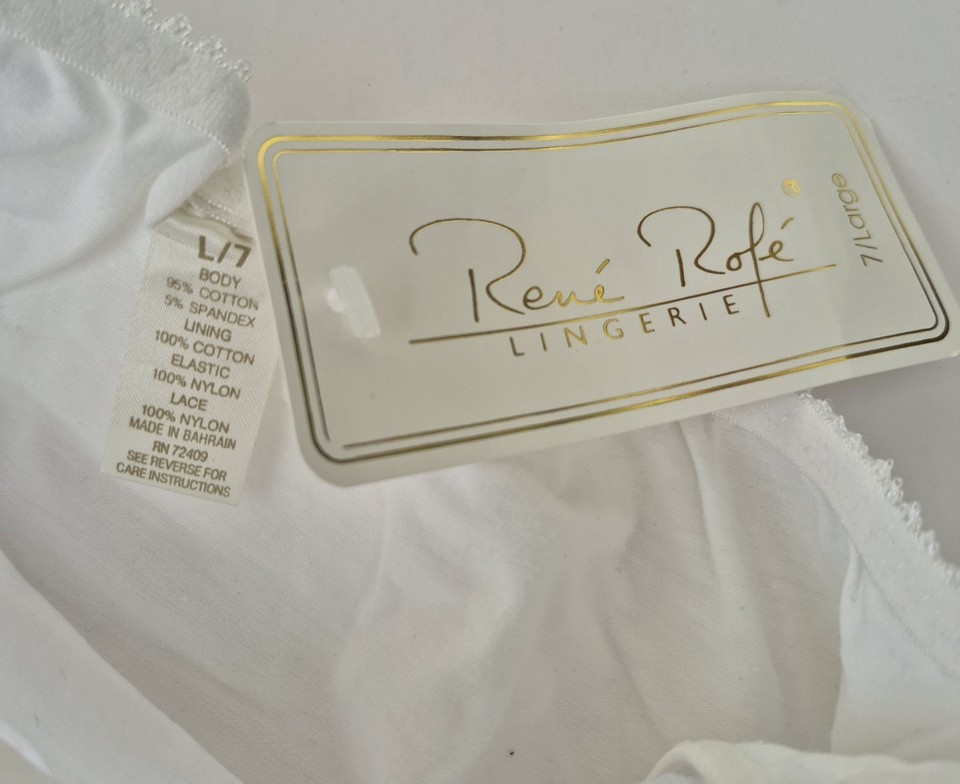 L/7
BODY
95% COTTON
5% SPANDEX
LINING
100% COTTON
ELASTIC
100% NYLON
LACE
100% NYLON
MADE IN BAHRAIN
RN 72409
SEE REVERSE FOR
CARE INSTRUCTIONS
René Rofé®
LINGERIE
7/Large